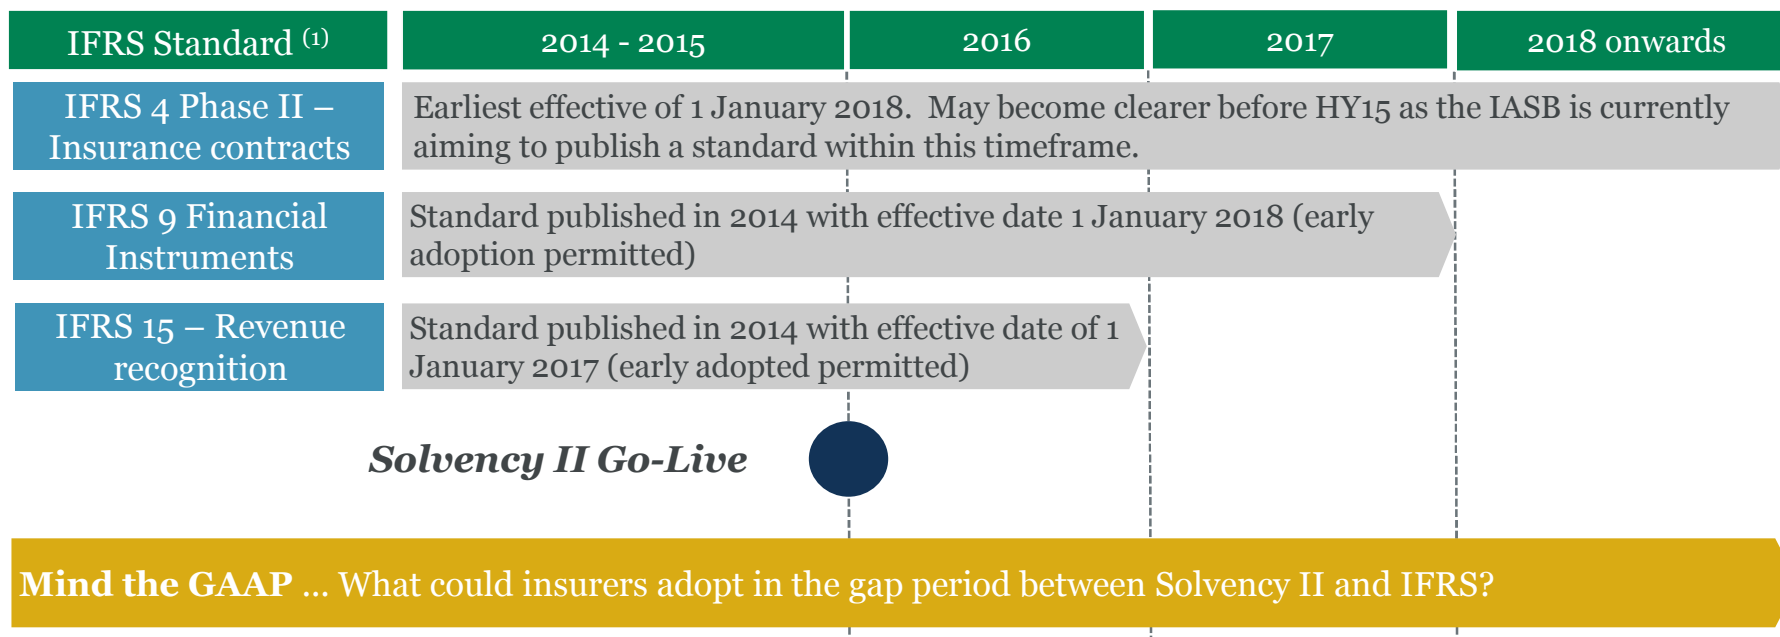 IFRS Standard (1)
2014 - 2015
2016
2017
2018 onwards
IFRS 4 Phase II –
Insurance contracts
Earliest effective of 1 January 2018.  May become clearer before HY15 as the IASB is currently
aiming to publish a standard within this timeframe.
IFRS 9 Financial
Instruments
Standard published in 2014 with effective date 1 January 2018 (early
adoption permitted)
IFRS 15 – Revenue
recognition
Standard published in 2014 with effective date of 1
January 2017 (early adopted permitted)
Solvency II Go-Live
Mind the GAAP ... What could insurers adopt in the gap period between Solvency II and IFRS?